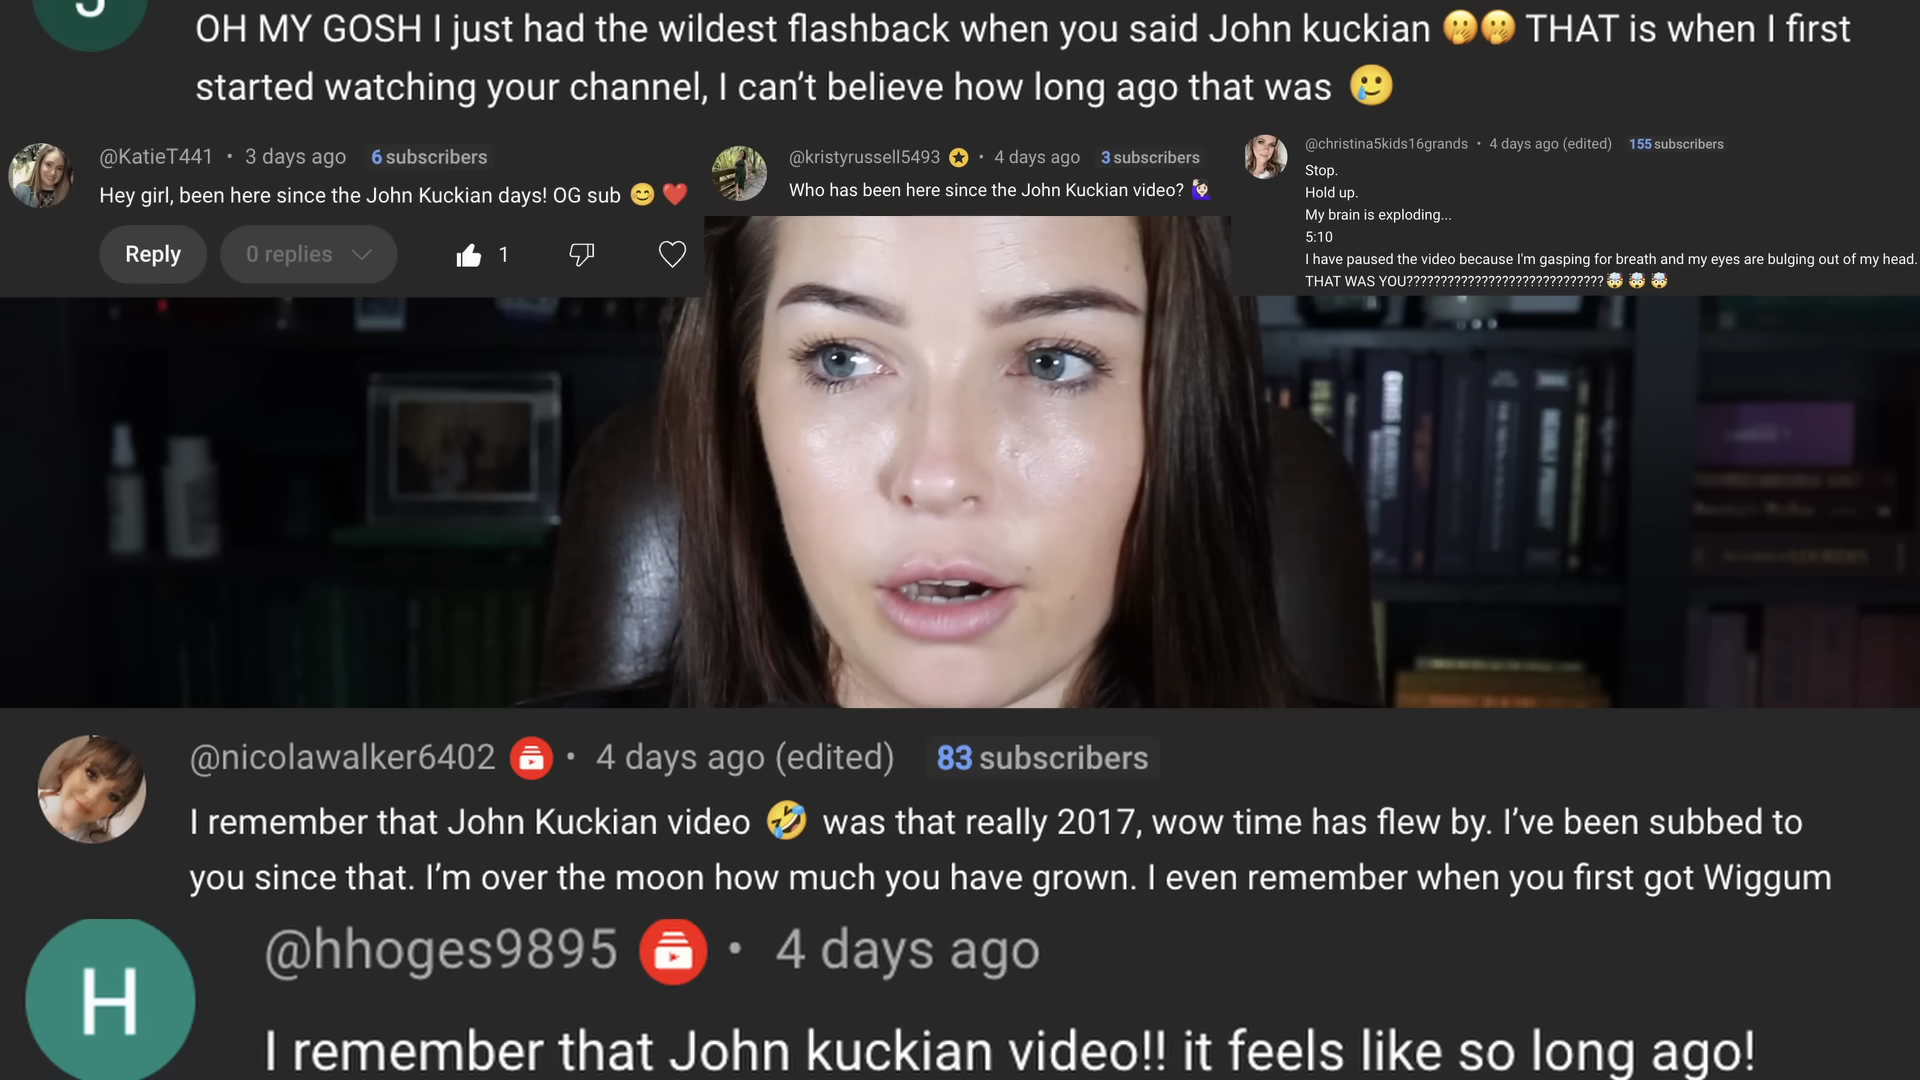 J
OH MY GOSH I just had the wildest flashback when you said John kuckian 🤭🤭 THAT is when I first
started watching your channel, I can't believe how long ago that was 🥲
@KatieT441 • 3 days ago 6 subscribers
Hey girl, been here since the John Kuckian days! OG sub 😊 ❤️
Reply 0 replies 1
@kristyrussell5493 • 4 days ago 3 subscribers
Who has been here since the John Kuckian video? 🙋🏻‍♀️
@christina5kids16grands • 4 days ago (edited) 155 subscribers
Stop.
Hold up.
My brain is exploding...
5:10
I have paused the video because I'm gasping for breath and my eyes are bulging out of my head.
THAT WAS YOU????????????????????????????? 🤯 🤯 🤯
@nicolawalker6402 • 4 days ago (edited) 83 subscribers
I remember that John Kuckian video 🤣 was that really 2017, wow time has flew by. I've been subbed to
you since that. I'm over the moon how much you have grown. I even remember when you first got Wiggum
H
@hhoges9895 • 4 days ago
I remember that John kuckian video!! it feels like so long ago!